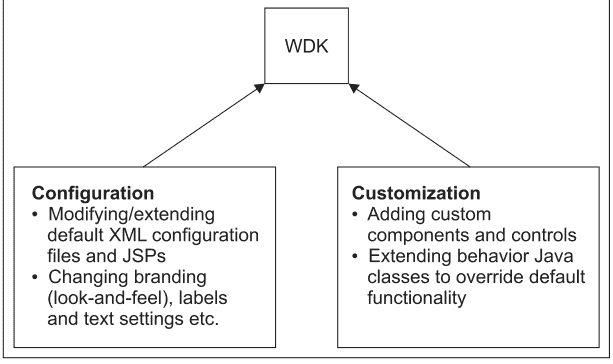 WDK
Configuration
• Modifying/extending
default XML configuration
files and JSPs
• Changing branding
(look-and-feel), labels
and text settings etc.
Customization
• Adding custom
components and controls
• Extending behavior Java
classes to override default
functionality